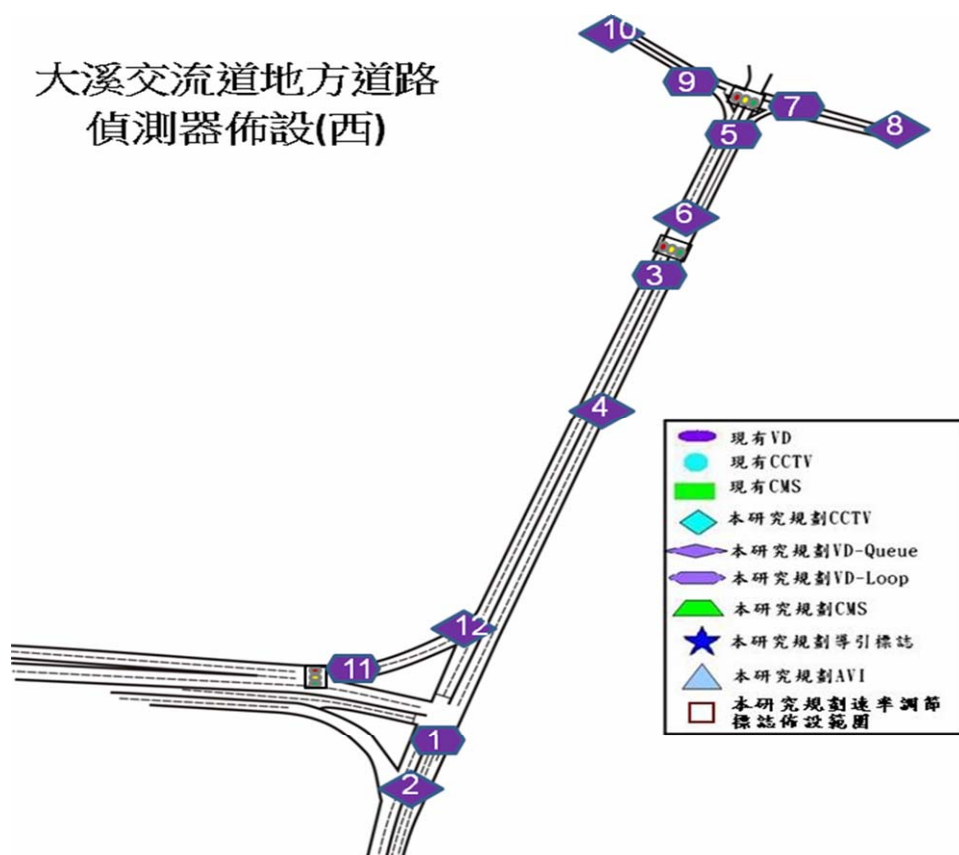 大溪交流道地方道路
偵測器佈設(西)
10
9
7
8
5
6
3
4
12
11
1
2
現有VD
現有CCTV
現有CMS
本研究規劃CCTV
本研究規劃VD-Queue
本研究規劃VD-Loop
本研究規劃CMS
本研究規劃導引標誌
本研究規劃AVI
本研究規劃速率調節
標誌佈設範圍